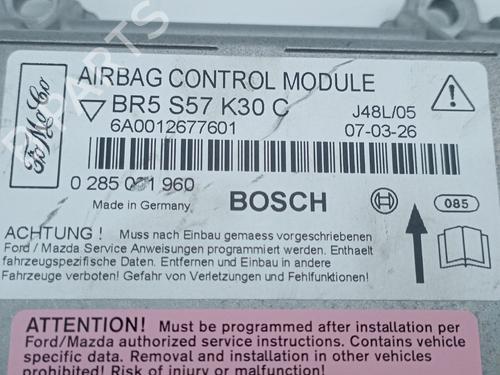 FoMoCo
AIRBAG CONTROL MODULE
BR5 S57 K30 C
J48L/05
6A0012677601
07-03-26
0 285 001 960
Made in Germany
BOSCH
085
ACHTUNG ! Muss nach Einbau gemaess vorgeschriebenen
Ford / Mazda Service Anweisungen programmiert werden. Enthaelt
fahrzeugspezifische Daten. Entfernen und Einbau in andere
Fahrzeuge verboten! Gefahr von Verletzungen und Fehlfunktionen!
ATTENTION! Must be programmed after installation per
Ford/Mazda authorized service instructions. Contains vehicle
specific data. Removal and installation in other vehicles
prohibited! Risk of injury or malfunction!